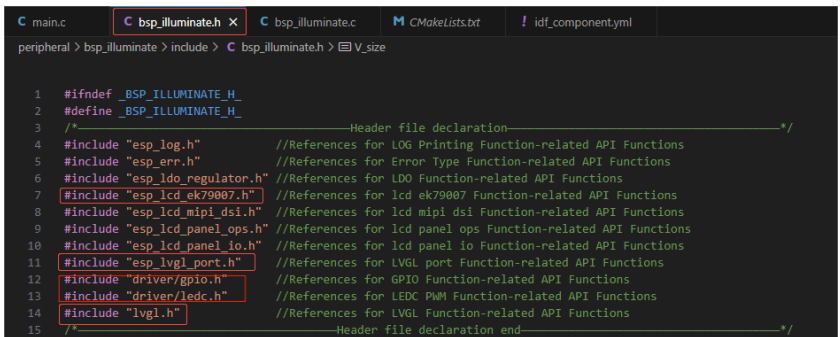 main.c bsp_illuminate.h bsp_illuminate.c CMakeLists.txt idf_component.yml
peripheral > bsp_illuminate > include > C bsp_illuminate.h > V_size
1 #ifndef _BSP_ILLUMINATE_H_
2 #define _BSP_ILLUMINATE_H_
3 /*————————————————Header file declaration————————————————*/
4 #include "esp_log.h" //References for LOG Printing Function-related API Functions
5 #include "esp_err.h" //References for Error Type Function-related API Functions
6 #include "esp_ldo_regulator.h" //References for LDO Function-related API Functions
7 #include "esp_lcd_ek79007.h" //References for lcd ek79007 Function-related API Functions
8 #include "esp_lcd_mipi_dsi.h" //References for lcd mipi dsi Function-related API Functions
9 #include "esp_lcd_panel_ops.h" //References for lcd panel ops Function-related API Functions
10 #include "esp_lcd_panel_io.h" //References for lcd panel io Function-related API Functions
11 #include "esp_lvgl_port.h" //References for LVGL port Function-related API Functions
12 #include "driver/gpio.h" //References for GPIO Function-related API Functions
13 #include "driver/ledc.h" //References for LEDC PWM Function-related API Functions
14 #include "lvgl.h" //References for LVGL Function-related API Functions
15 /*————————————————Header file declaration end————————————————*/